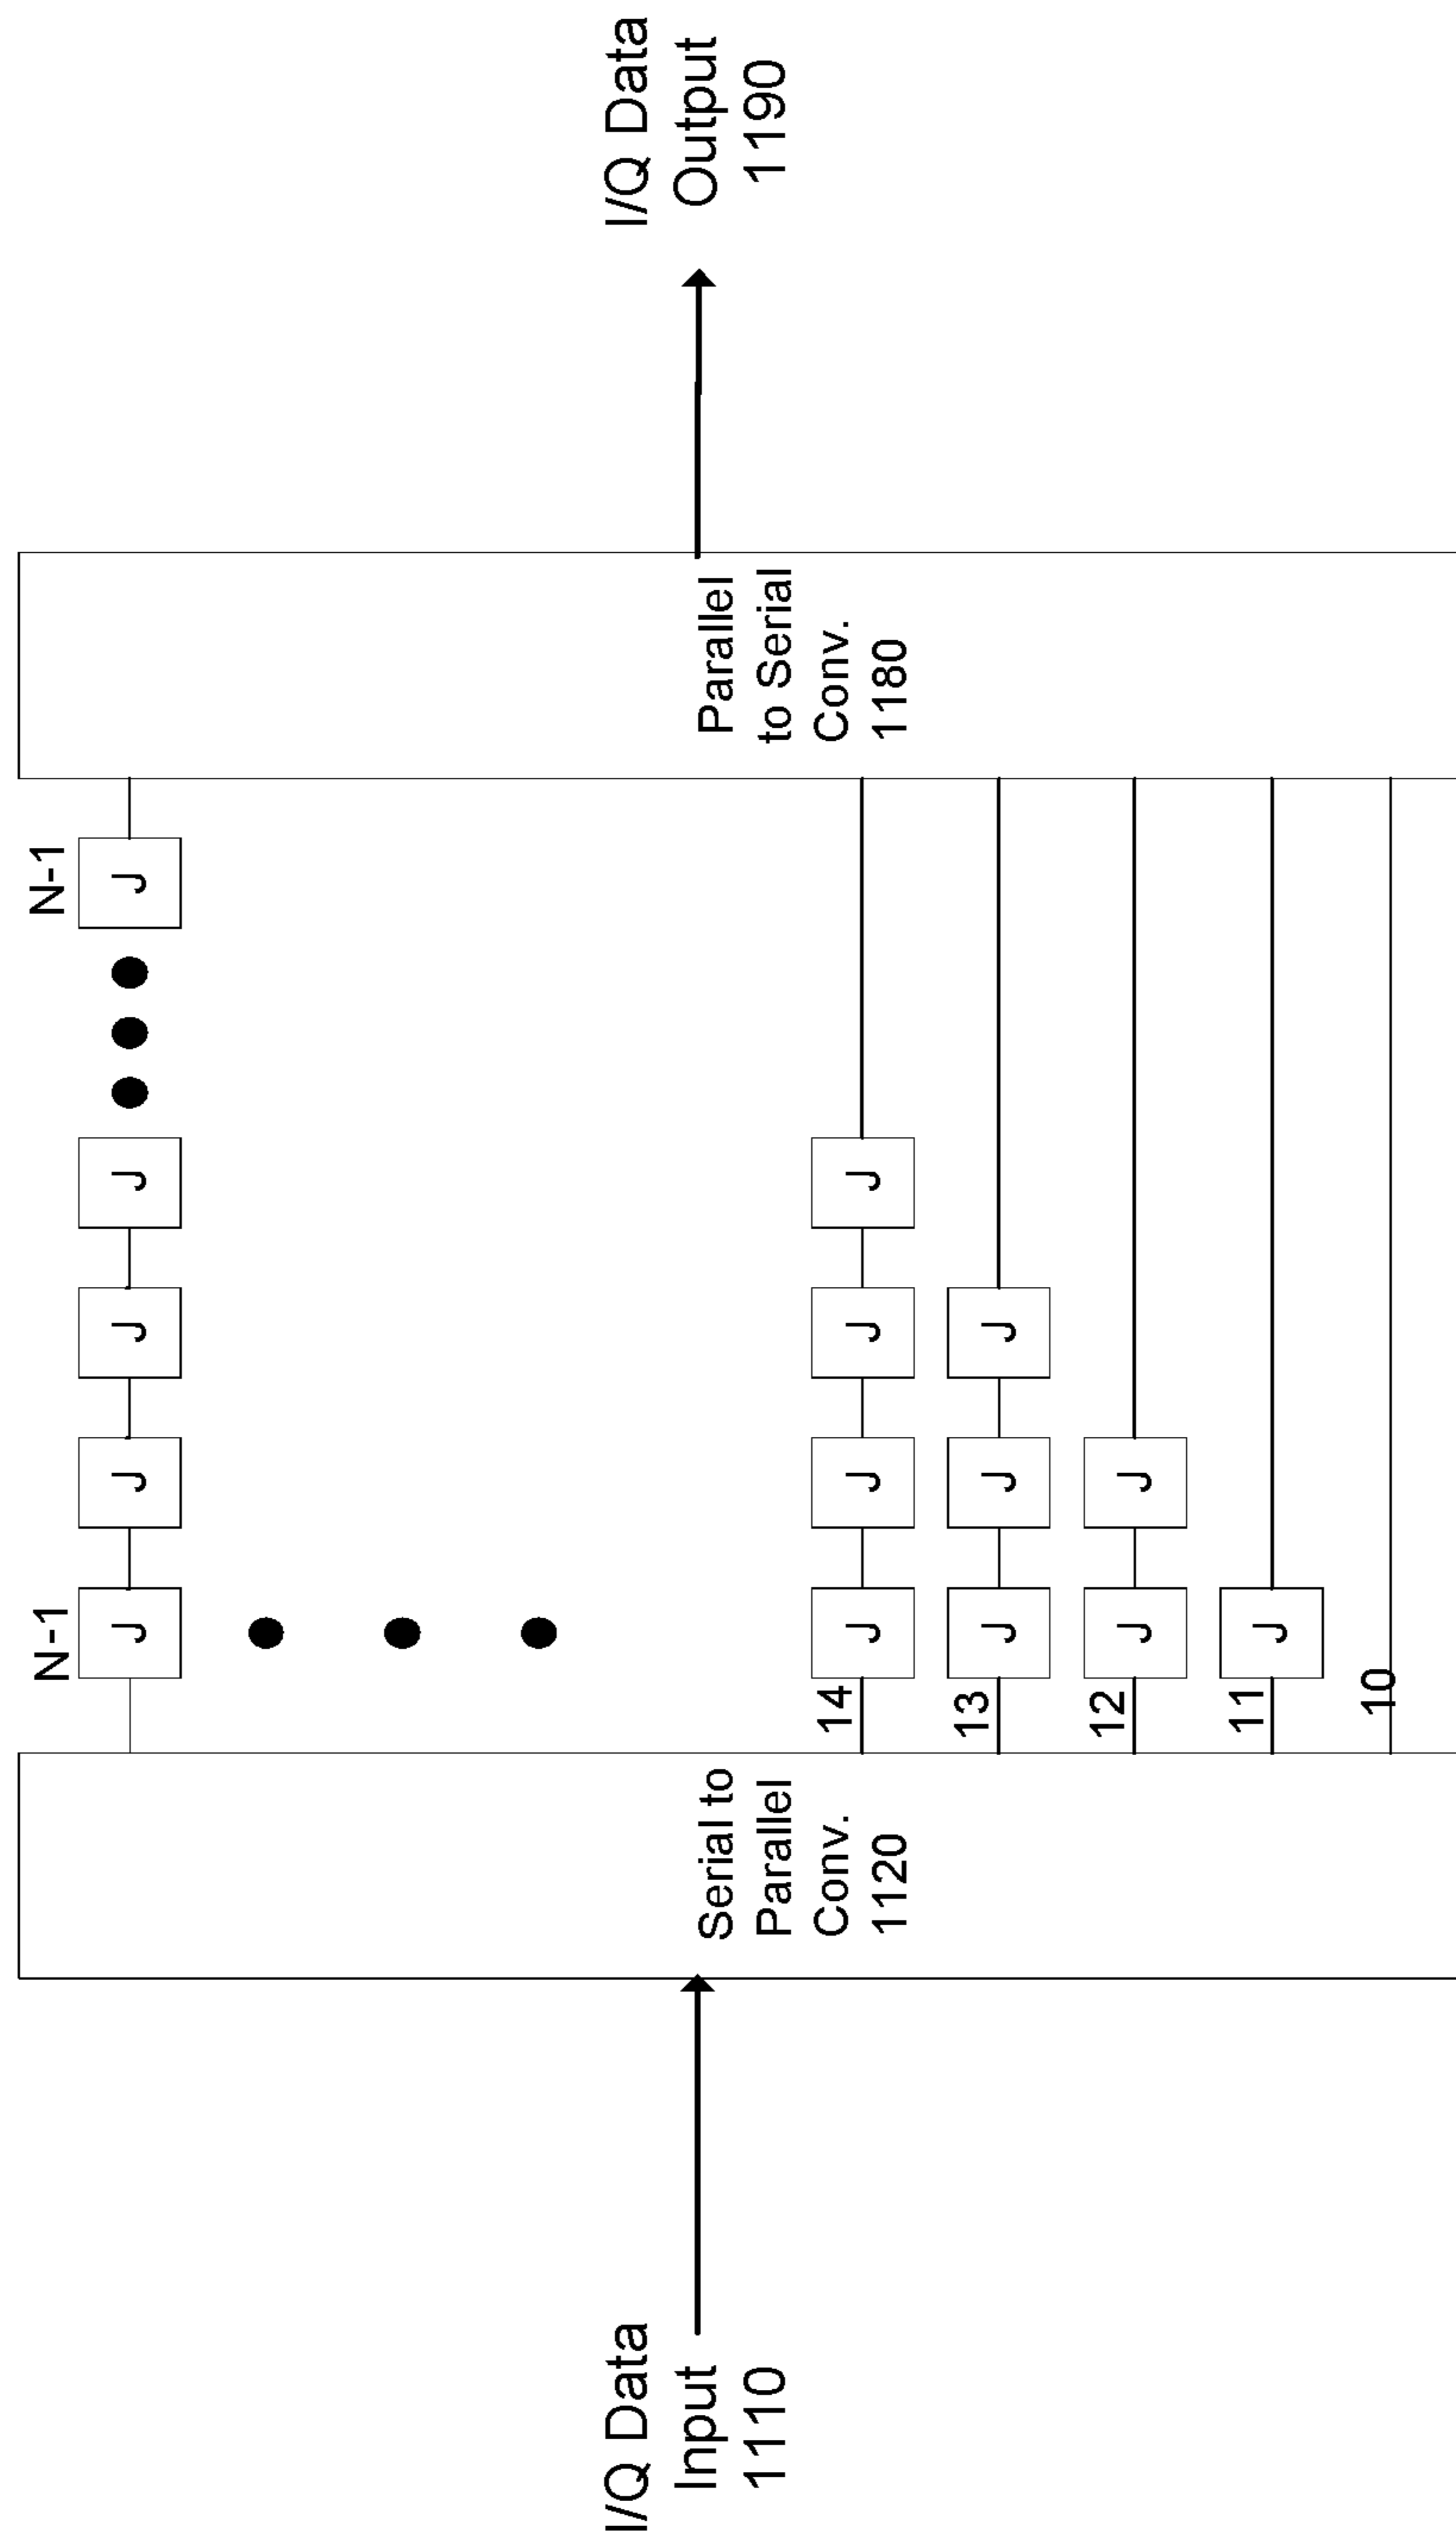 I/Q Data
Input
1110
Serial to
Parallel
Conv.
1120
N-1
N-1
J
J
J
J
J
14
J
J
J
J
13
J
J
J
12
J
J
11
J
10
Parallel
to Serial
Conv.
1180
I/Q Data
Output
1190